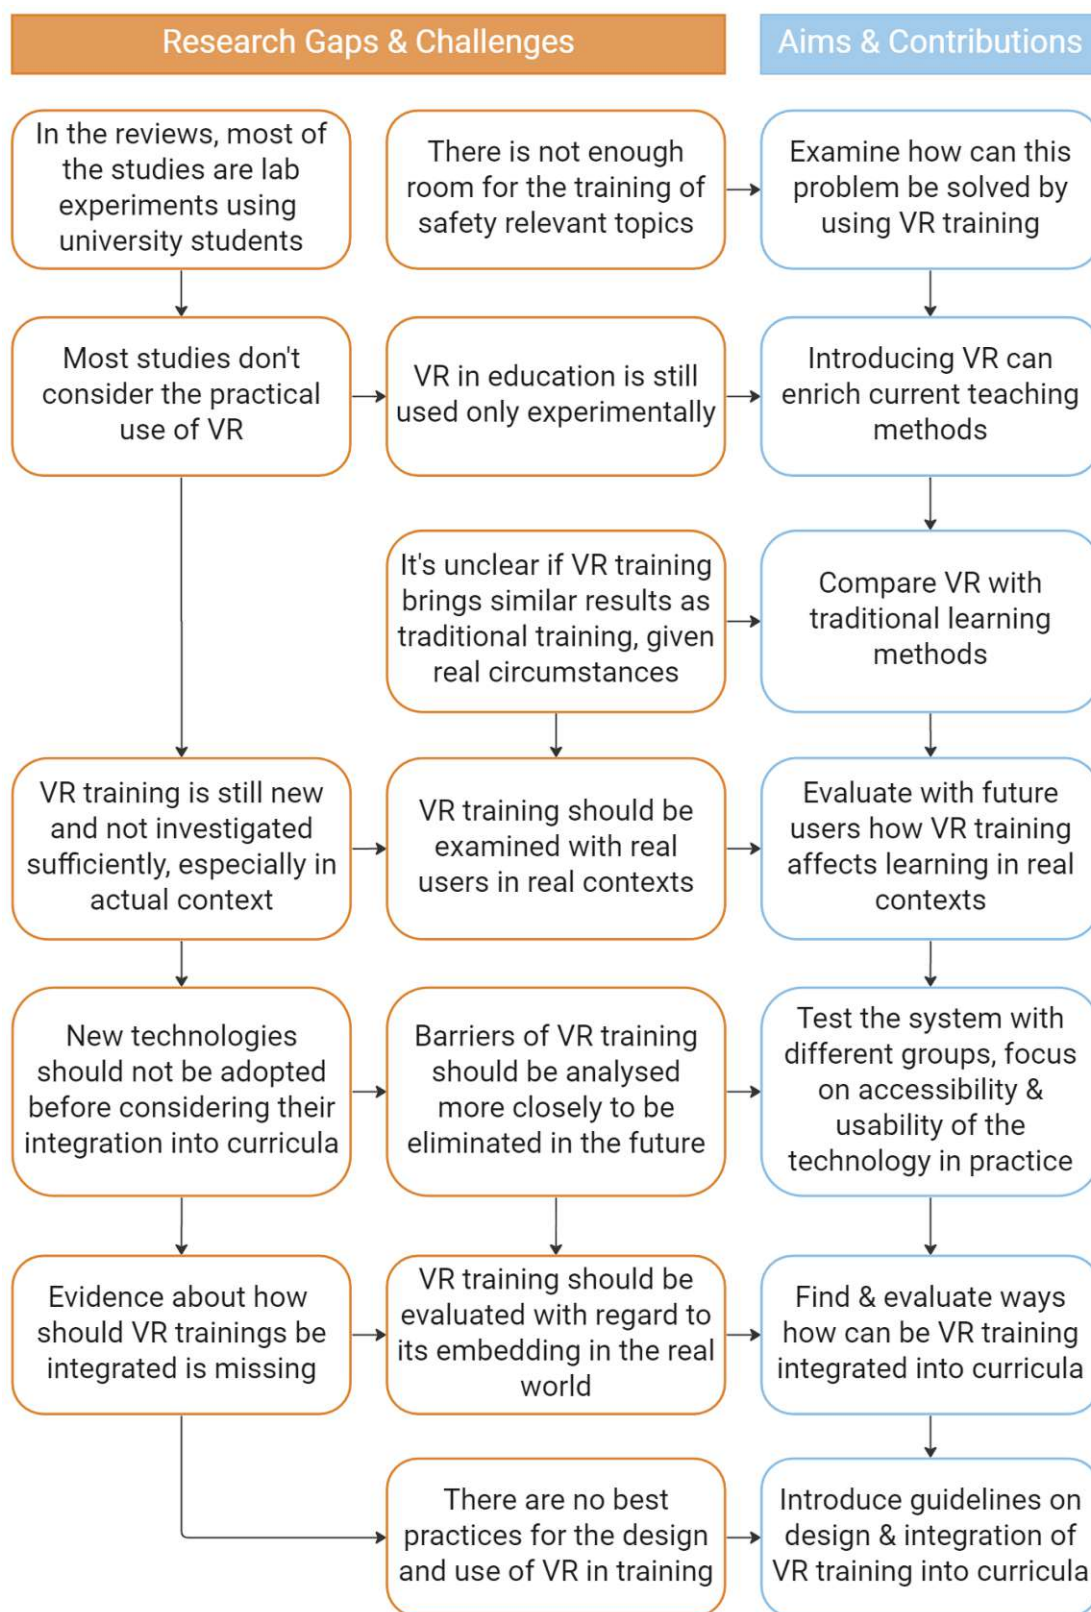 Research Gaps & Challenges
Aims & Contributions
In the reviews, most of
the studies are lab
experiments using
university students
There is not enough
room for the training of
safety relevant topics
Examine how can this
problem be solved by
using VR training
Most studies don't
consider the practical
use of VR
VR in education is still
used only experimentally
Introducing VR can
enrich current teaching
methods
It's unclear if VR training
brings similar results as
traditional training, given
real circumstances
Compare VR with
traditional learning
methods
VR training is still new
and not investigated
sufficiently, especially in
actual context
VR training should be
examined with real
users in real contexts
Evaluate with future
users how VR training
affects learning in real
contexts
New technologies
should not be adopted
before considering their
integration into curricula
Barriers of VR training
should be analysed
more closely to be
eliminated in the future
Test the system with
different groups, focus
on accessibility &
usability of the
technology in practice
Evidence about how
should VR trainings be
integrated is missing
VR training should be
evaluated with regard to
its embedding in the real
world
Find & evaluate ways
how can be VR training
integrated into curricula
There are no best
practices for the design
and use of VR in training
Introduce guidelines on
design & integration of
VR training into curricula